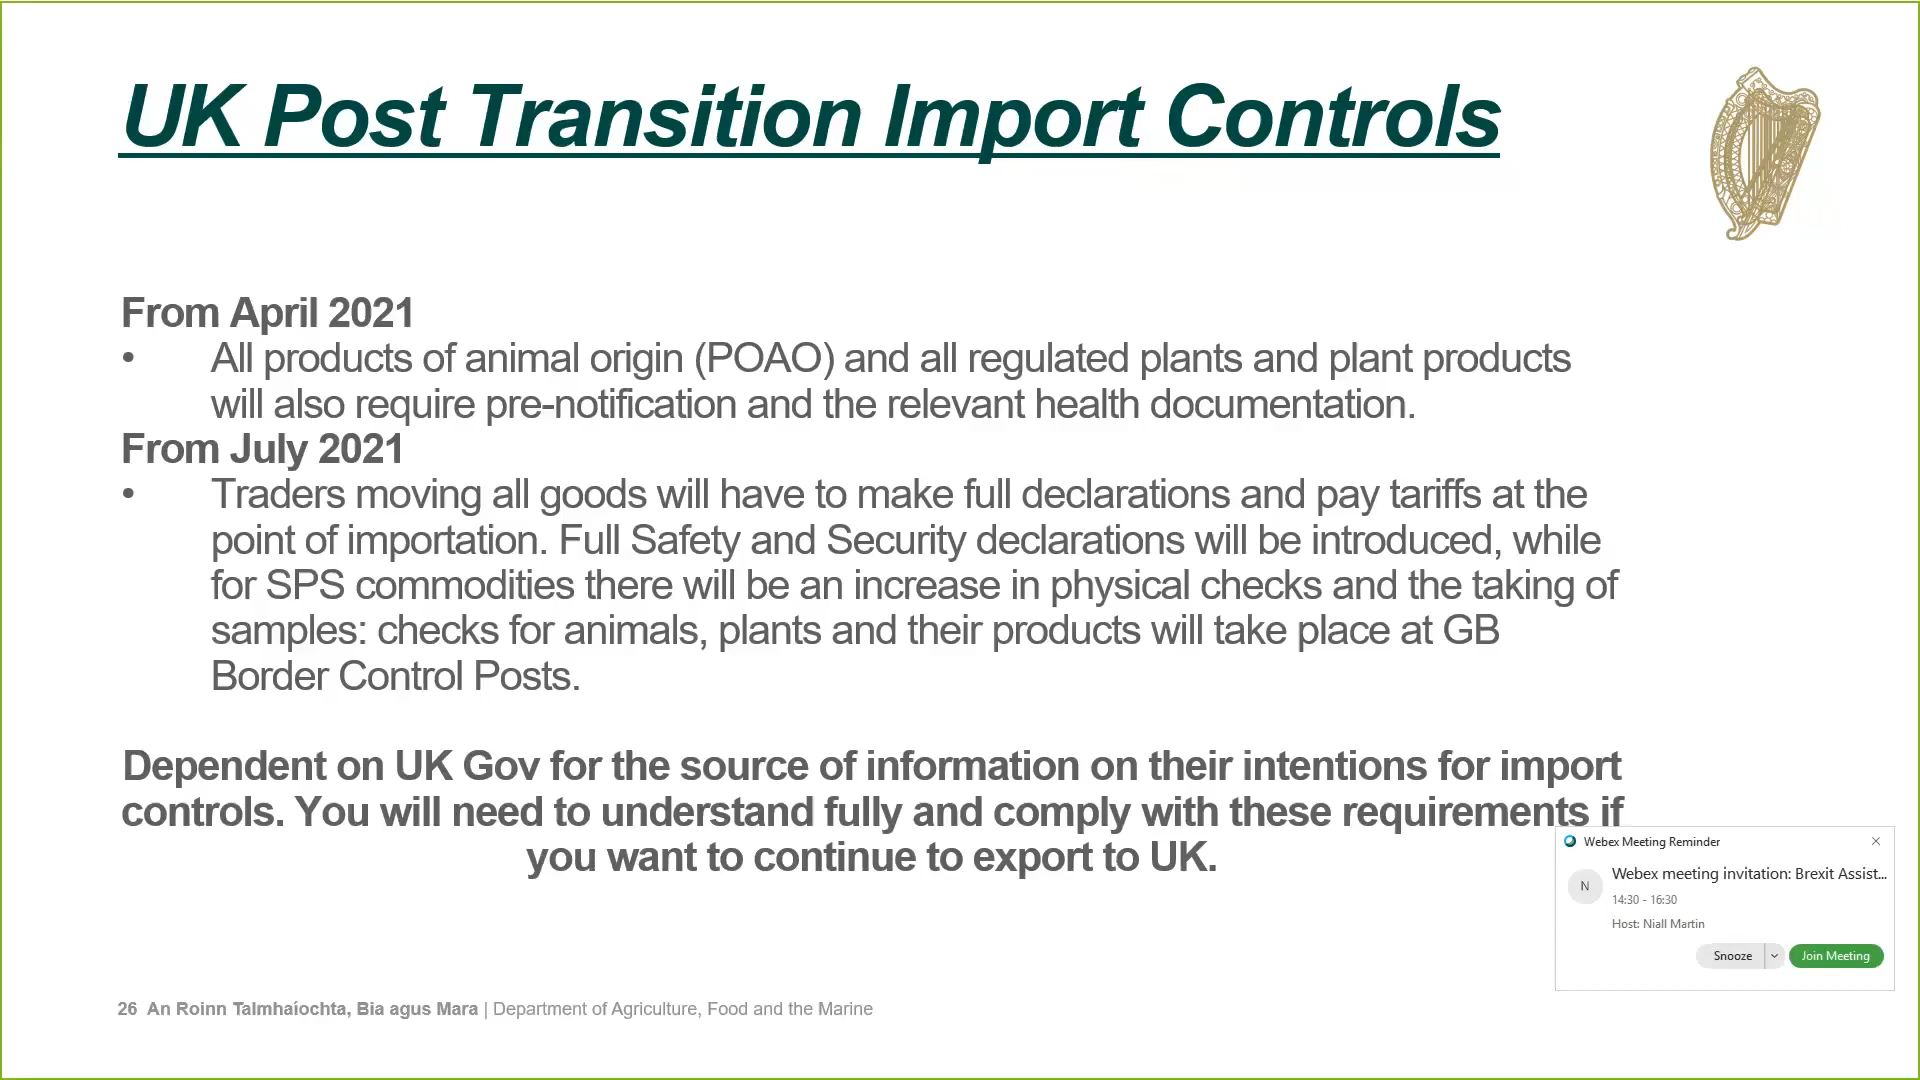 UK Post Transition Import Controls
From April 2021
• All products of animal origin (POAO) and all regulated plants and plant products
will also require pre-notification and the relevant health documentation.
From July 2021
• Traders moving all goods will have to make full declarations and pay tariffs at the
point of importation. Full Safety and Security declarations will be introduced, while
for SPS commodities there will be an increase in physical checks and the taking of
samples: checks for animals, plants and their products will take place at GB
Border Control Posts.
Dependent on UK Gov for the source of information on their intentions for import
controls. You will need to understand fully and comply with these requirements if
you want to continue to export to UK.
Webex Meeting Reminder
N
Webex meeting invitation: Brexit Assist...
14:30 - 16:30
Host: Niall Martin
Snooze
Join Meeting
26 An Roinn Talmhaíochta, Bia agus Mara | Department of Agriculture, Food and the Marine